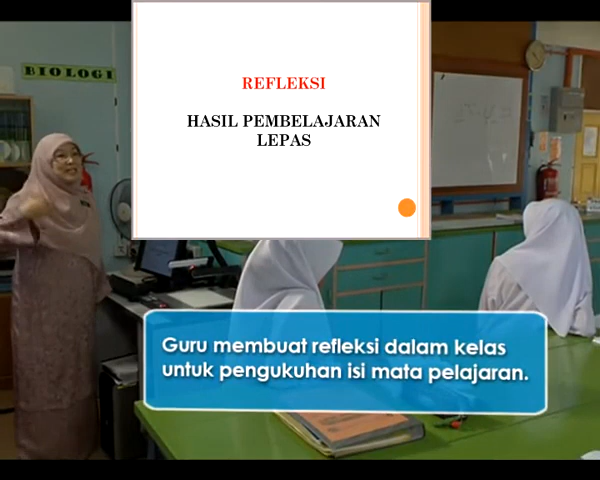 BIOLOGI
REFLEKSI
HASIL PEMBELAJARAN
LEPAS
Guru membuat refleksi dalam kelas
untuk pengukuhan isi mata pelajaran.